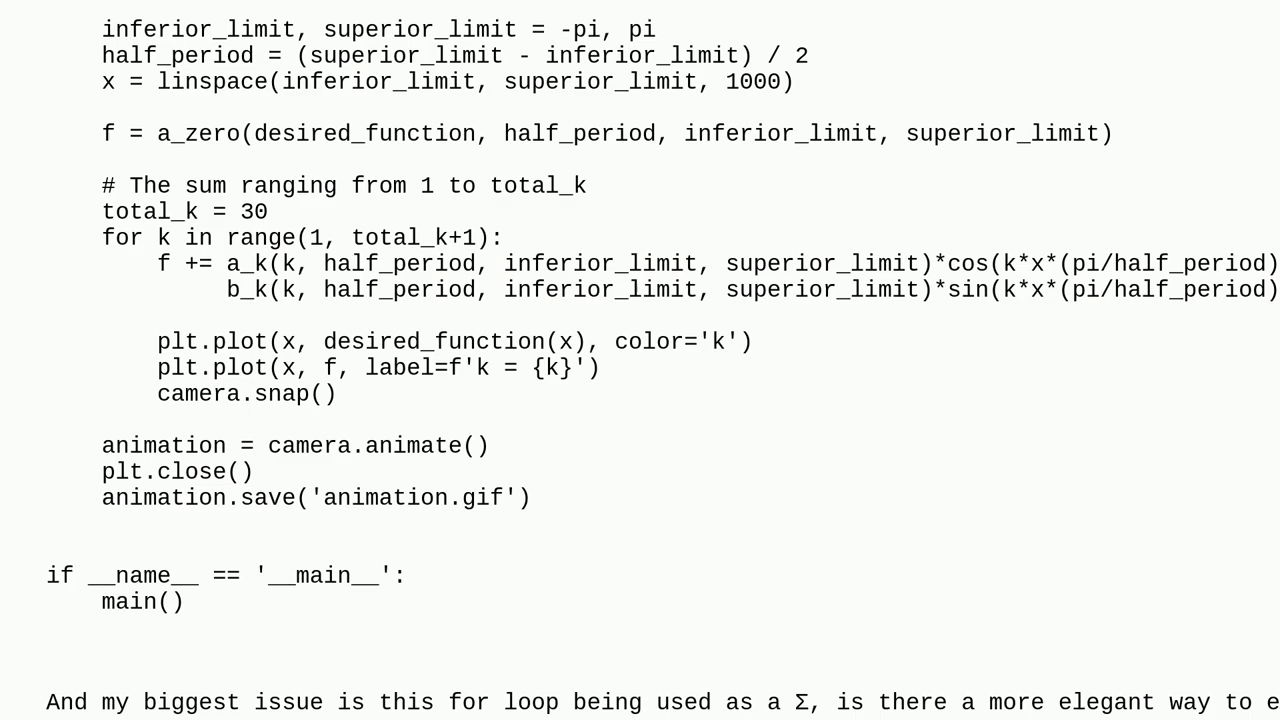 inferior_limit, superior_limit = -pi, pi
half_period = (superior_limit - inferior_limit) / 2
x = linspace(inferior_limit, superior_limit, 1000)
f = a_zero(desired_function, half_period, inferior_limit, superior_limit)
# The sum ranging from 1 to total_k
total_k = 30
for k in range(1, total_k+1):
f += a_k(k, half_period, inferior_limit, superior_limit)*cos(k*x*(pi/half_period)
b_k(k, half_period, inferior_limit, superior_limit)*sin(k*x*(pi/half_period)
plt.plot(x, desired_function(x), color='k')
plt.plot(x, f, label=f'k = {k}')
camera.snap()
animation = camera.animate()
plt.close()
animation.save('animation.gif')
if __name__ == '__main__':
main()
And my biggest issue is this for loop being used as a Σ, is there a more elegant way to